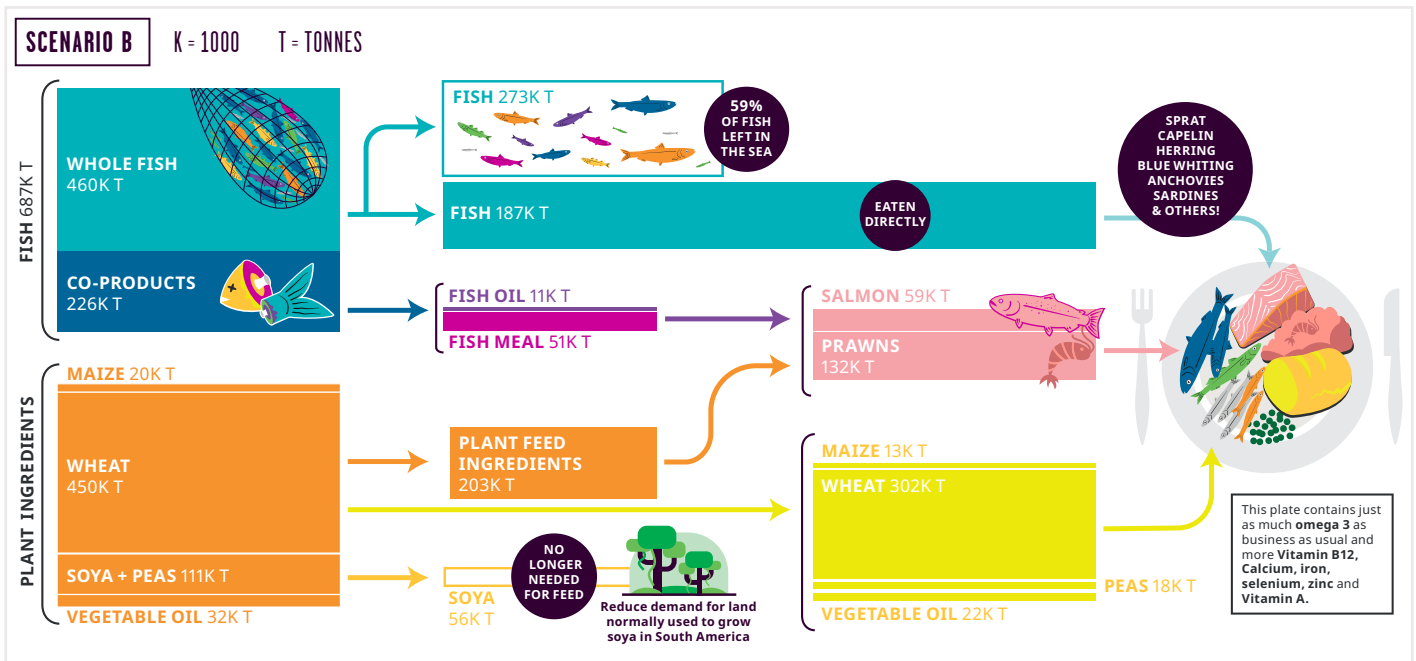 SCENARIO B K = 1000 T = TONNES
FISH 687K T
WHOLE FISH
460K T
CO-PRODUCTS
226K T
FISH 273K T
59%
OF FISH
LEFT IN
THE SEA
FISH 187K T
EATEN
DIRECTLY
SPRAT
CAPELIN
HERRING
BLUE WHITING
ANCHOVIES
SARDINES
& OTHERS!
FISH OIL 11K T
FISH MEAL 51K T
SALMON 59K T
PRAWNS
132K T
PLANT INGREDIENTS
MAIZE 20K T
WHEAT
450K T
SOYA + PEAS 111K T
VEGETABLE OIL 32K T
PLANT FEED
INGREDIENTS
203K T
NO
LONGER
NEEDED
FOR FEED
SOYA
56K T
Reduce demand for land
normally used to grow
soya in South America
MAIZE 13K T
WHEAT 302K T
PEAS 18K T
VEGETABLE OIL 22K T
This plate contains just
as much omega 3 as
business as usual and
more Vitamin B12,
Calcium, iron,
selenium, zinc and
Vitamin A.